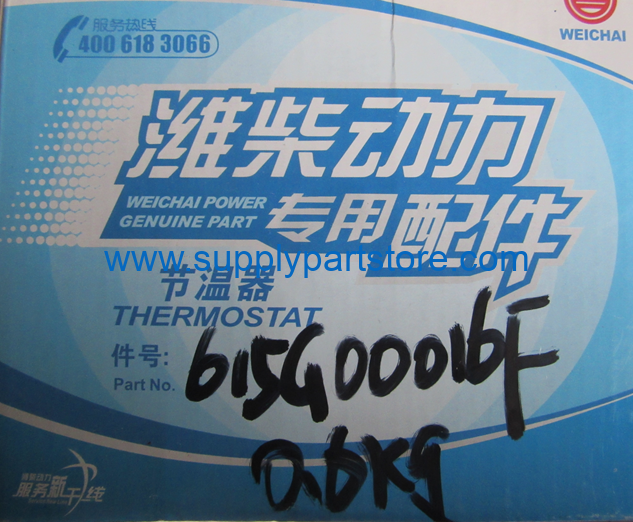 服务热线
400 618 3066
WEICHAI
潍柴动力
WEICHAI POWER
GENUINE PART
专用配件
www.supplypartstore.com
节温器
THERMOSTAT
件号:
Part No.
615G00016F
0.6KG
潍柴动力
服务新干线